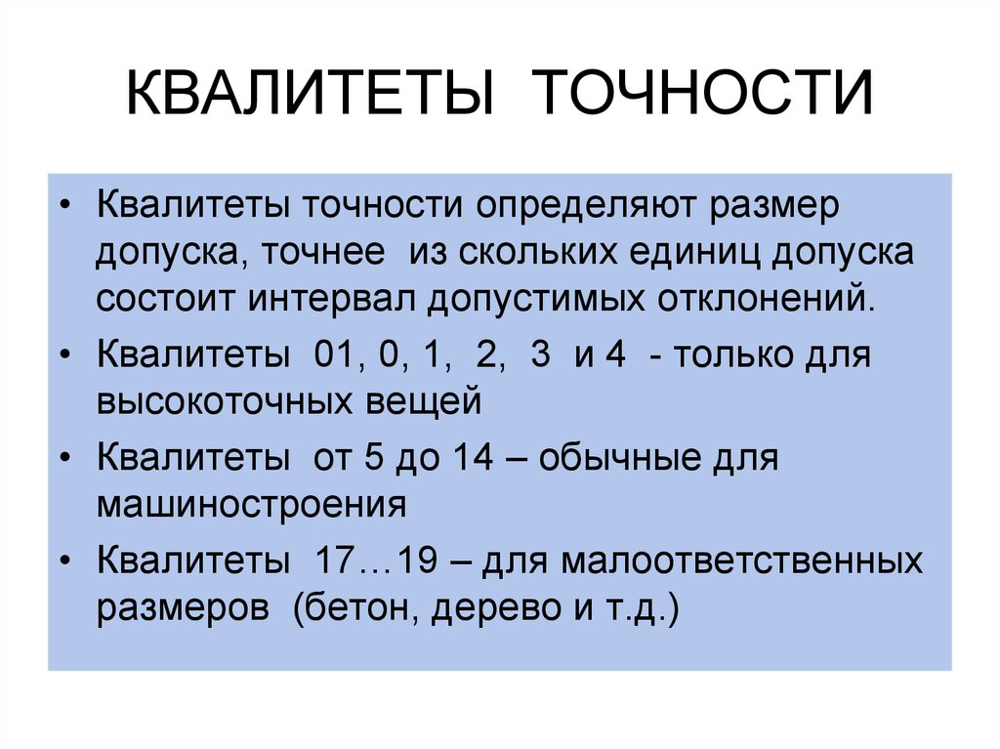 КВАЛИТЕТЫ ТОЧНОСТИ
• Квалитеты точности определяют размер
допуска, точнее из скольких единиц допуска
состоит интервал допустимых отклонений.
• Квалитеты 01, 0, 1, 2, 3 и 4 - только для
высокоточных вещей
• Квалитеты от 5 до 14 – обычные для
машиностроения
• Квалитеты 17…19 – для малоответственных
размеров (бетон, дерево и т.д.)